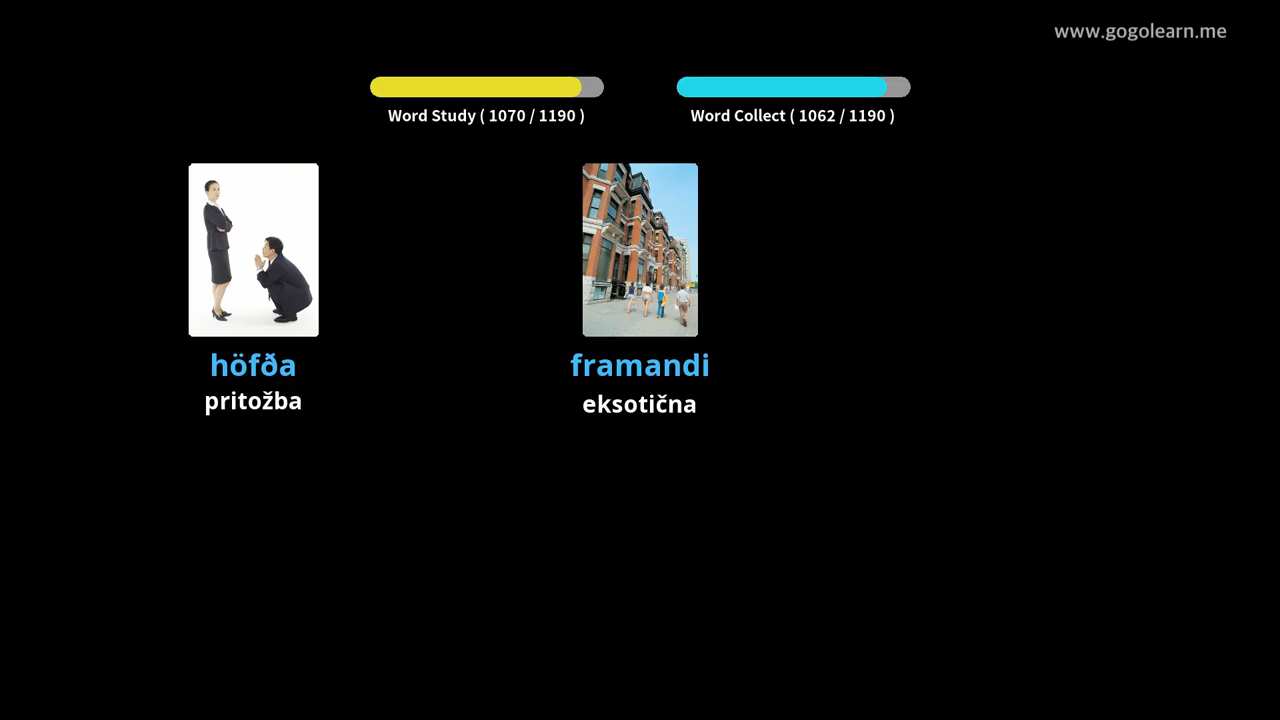 www.gogolearn.me
Word Study ( 1070 / 1190 )
Word Collect ( 1062 / 1190 )
höfða
pritožba
framandi
eksotična